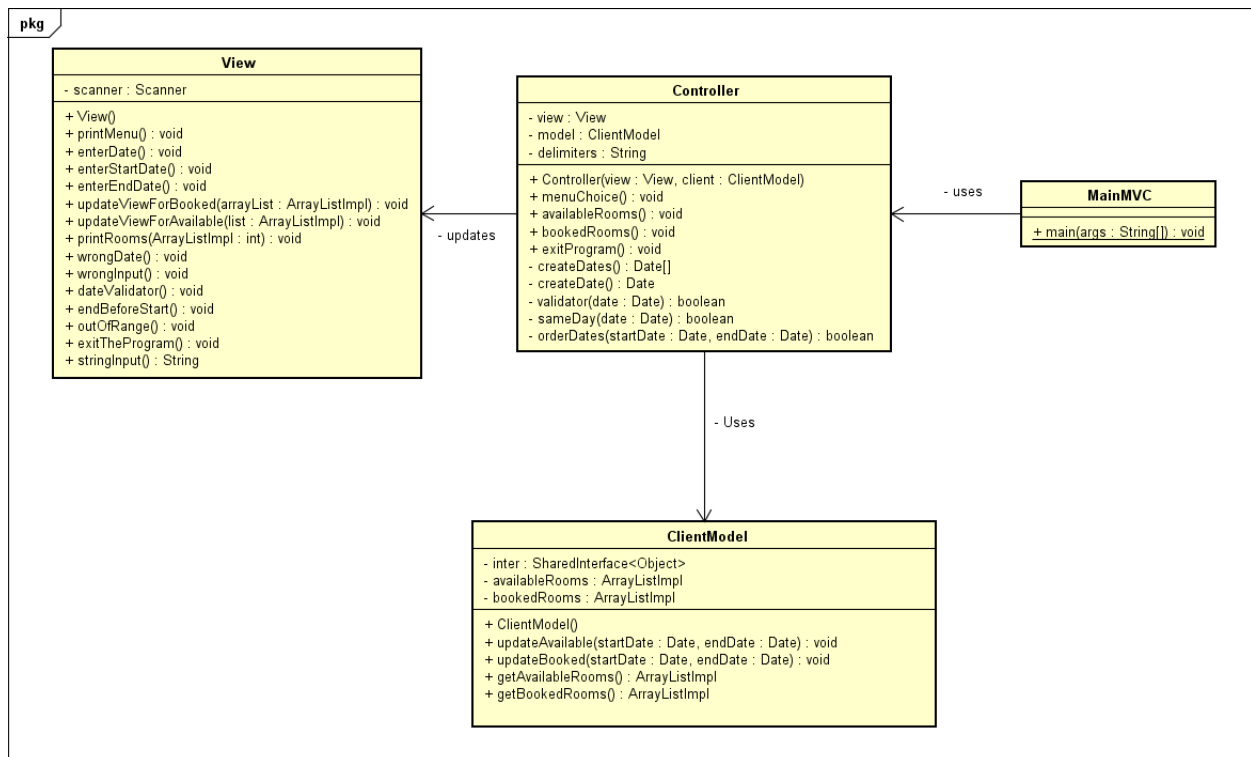 pkg
View
- scanner : Scanner
+ View()
+ printMenu() : void
+ enterDate() : void
+ enterStartDate() : void
+ enterEndDate() : void
+ updateViewForBooked(arrayList : ArrayListImpl) : void
+ updateViewForAvailable(list : ArrayListImpl) : void
+ printRooms(ArrayListImpl : int) : void
+ wrongDate() : void
+ wrongInput() : void
+ dateValidator() : void
+ endBeforeStart() : void
+ outOfRange() : void
+ exitTheProgram() : void
+ stringInput() : String
- updates
Controller
- view : View
- model : ClientModel
- delimiters : String
+ Controller(view : View, client : ClientModel)
+ menuChoice() : void
+ availableRooms() : void
+ bookedRooms() : void
+ exitProgram() : void
- createDates() : Date[]
- createDate() : Date
- validator(date : Date) : boolean
- sameDay(date : Date) : boolean
- orderDates(startDate : Date, endDate : Date) : boolean
- uses
MainMVC
+ main(args : String[]) : void
- Uses
ClientModel
- inter : SharedInterface<Object>
- availableRooms : ArrayListImpl
- bookedRooms : ArrayListImpl
+ ClientModel()
+ updateAvailable(startDate : Date, endDate : Date) : void
+ updateBooked(startDate : Date, endDate : Date) : void
+ getAvailableRooms() : ArrayListImpl
+ getBookedRooms() : ArrayListImpl